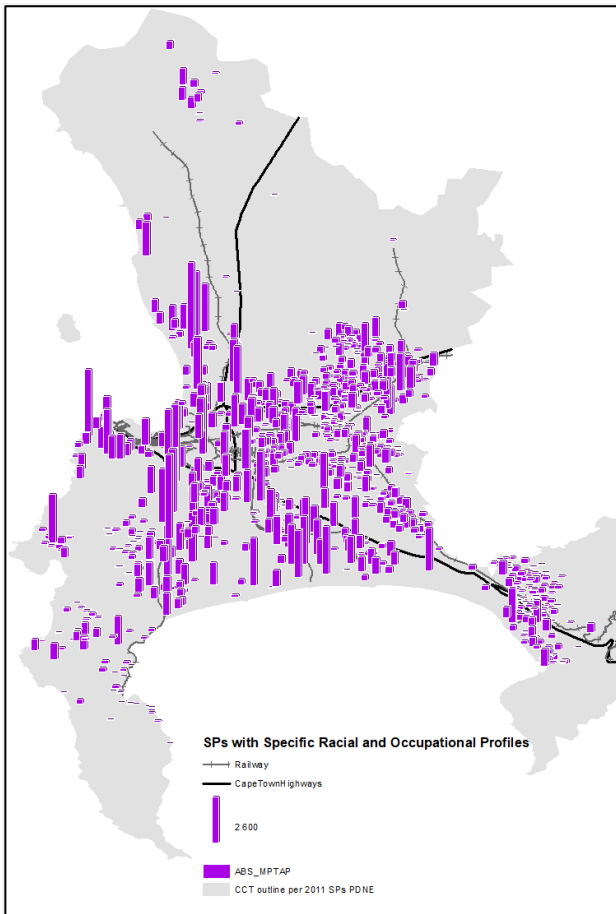 SPs with Specific Racial and Occupational Profiles
Railway
CapeTownHighways
2 600
ABS_MPTAP
CCT outline per 2011 SPs PDNE